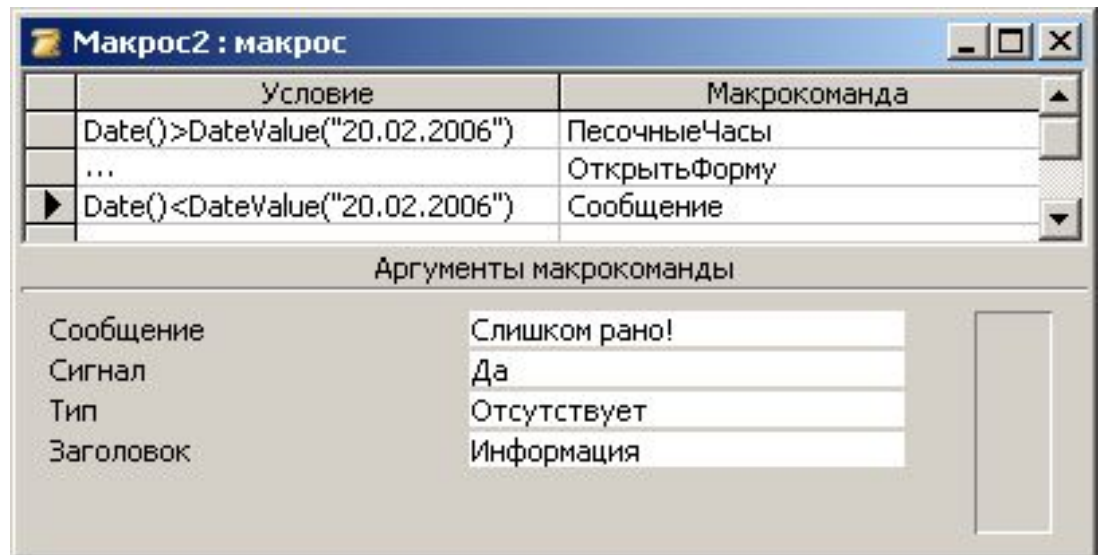 Макрос2 : макрос
Условие Макрокоманда
Date()>DateValue("20.02.2006") ПесочныеЧасы
... ОткрытьФорму
Date()<DateValue("20.02.2006") Сообщение
Аргументы макрокоманды
Сообщение Слишком рано!
Сигнал Да
Тип Отсутствует
Заголовок Информация